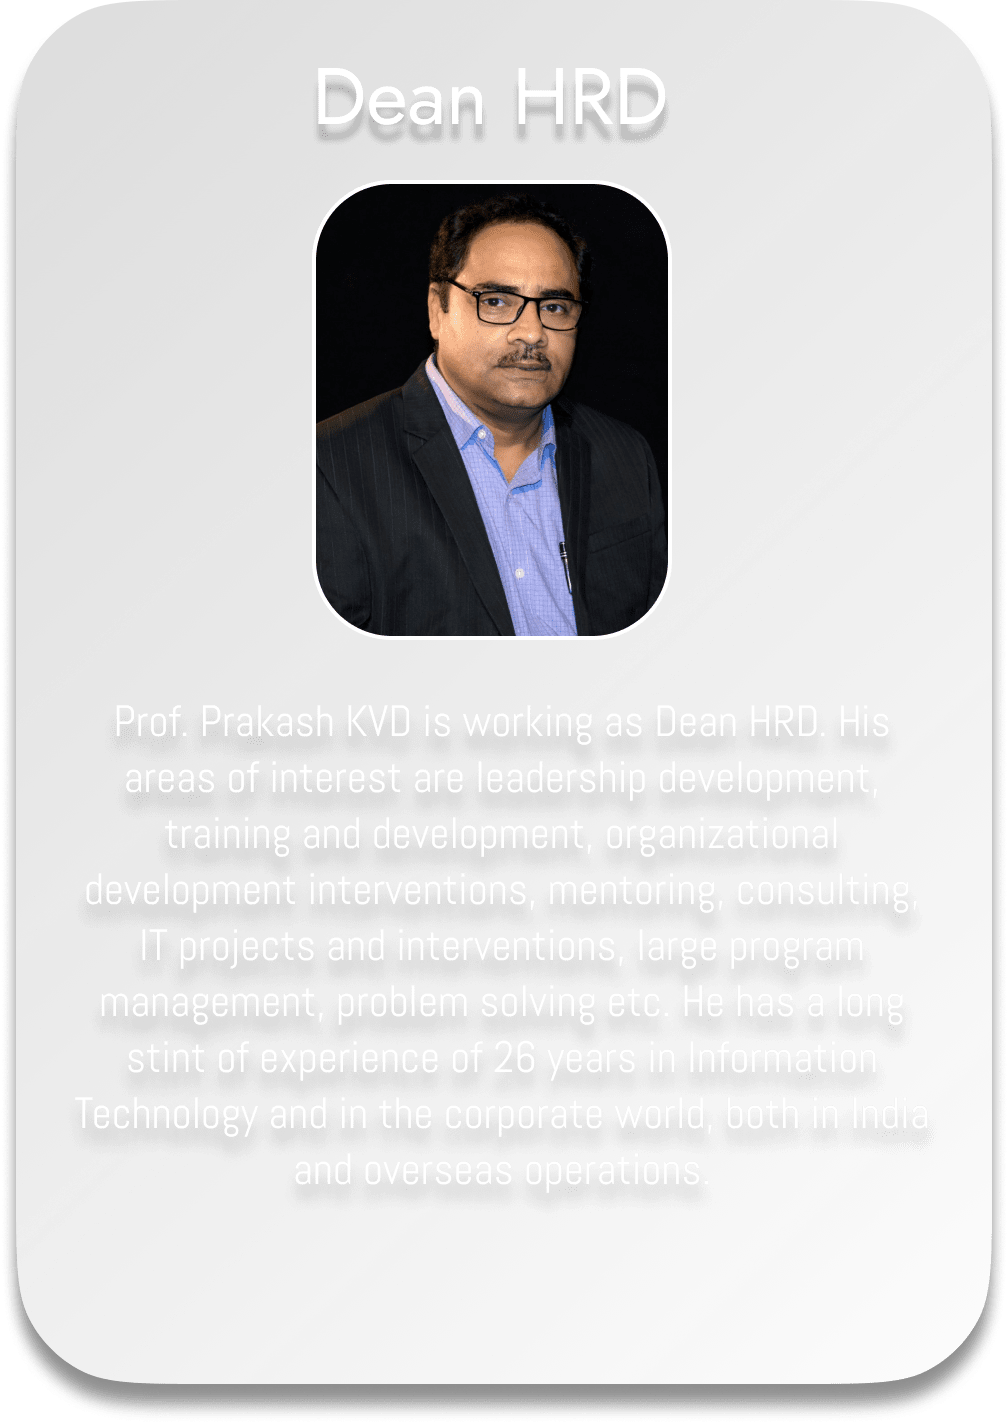 Dean HRD
Prof. Prakash KVD is working as Dean HRD. His
areas of interest are leadership development,
training and development, organizational
development interventions, mentoring, consulting,
IT projects and interventions, large program
management, problem solving etc. He has a long
stint of experience of 26 years in Information
Technology and in the corporate world, both in India
and overseas operations.